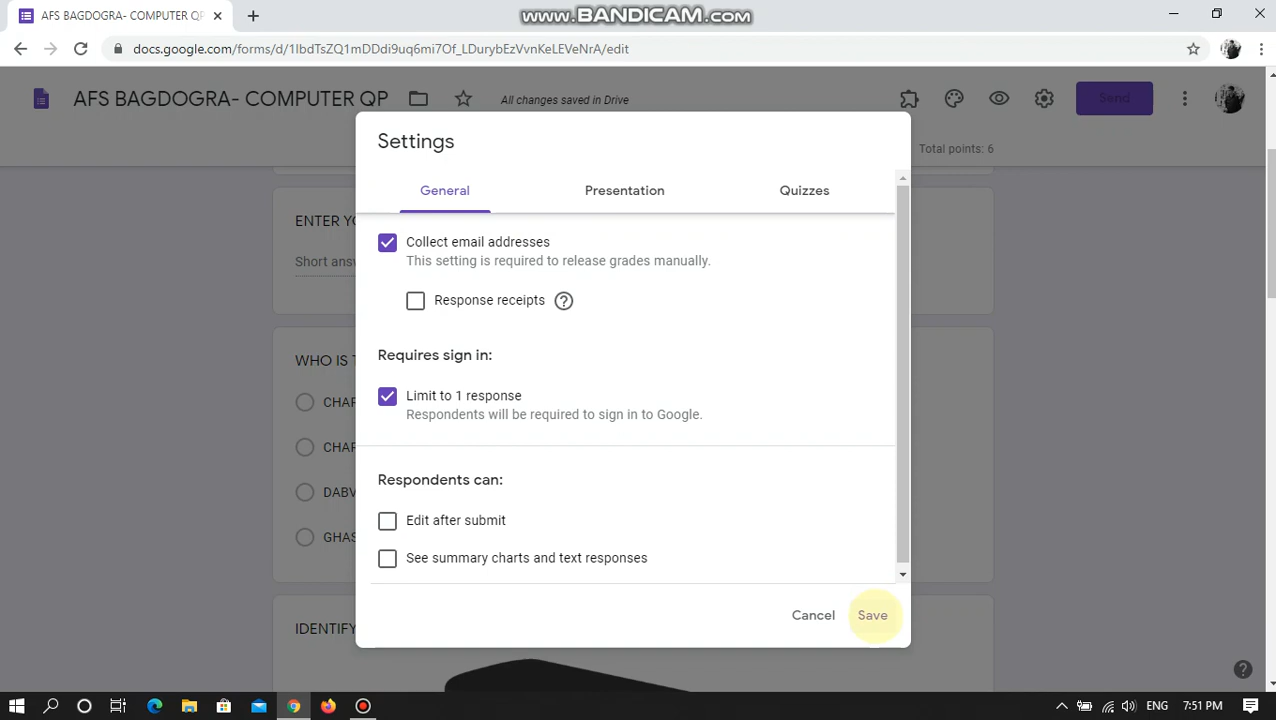 AFS BAGDOGRA- COMPUTER QP
www.BANDICAM.com
docs.google.com/forms/d/1IbdTsZQ1mDDdi9uq6mi7Of_LDurybEzVvnKeLEVeNrA/edit
AFS BAGDOGRA- COMPUTER QP
All changes saved in Drive
Send
Total points: 6
Settings
General
Presentation
Quizzes
ENTER YO
Short answ
Collect email addresses
This setting is required to release grades manually.
Response receipts
Requires sign in:
WHO IS T
Limit to 1 response
Respondents will be required to sign in to Google.
CHAR
CHAR
DABV
GHAS
Respondents can:
Edit after submit
See summary charts and text responses
Cancel
Save
IDENTIFY
ENG
7:51 PM